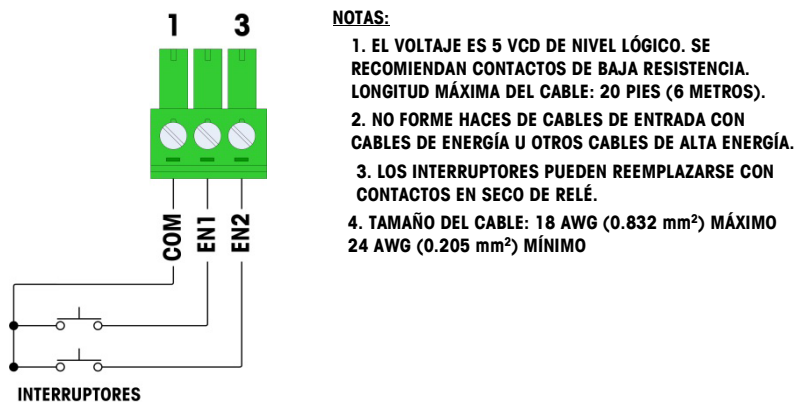 1 3
COM
EN1
EN2
INTERRUPTORES
NOTAS:
1. EL VOLTAJE ES 5 VCD DE NIVEL LÓGICO. SE
RECOMIENDAN CONTACTOS DE BAJA RESISTENCIA.
LONGITUD MÁXIMA DEL CABLE: 20 PIES (6 METROS).
2. NO FORME HACES DE CABLES DE ENTRADA CON
CABLES DE ENERGÍA U OTROS CABLES DE ALTA ENERGÍA.
3. LOS INTERRUPTORES PUEDEN REEMPLAZARSE CON
CONTACTOS EN SECO DE RELÉ.
4. TAMAÑO DEL CABLE: 18 AWG (0.832 mm²) MÁXIMO
24 AWG (0.205 mm²) MÍNIMO